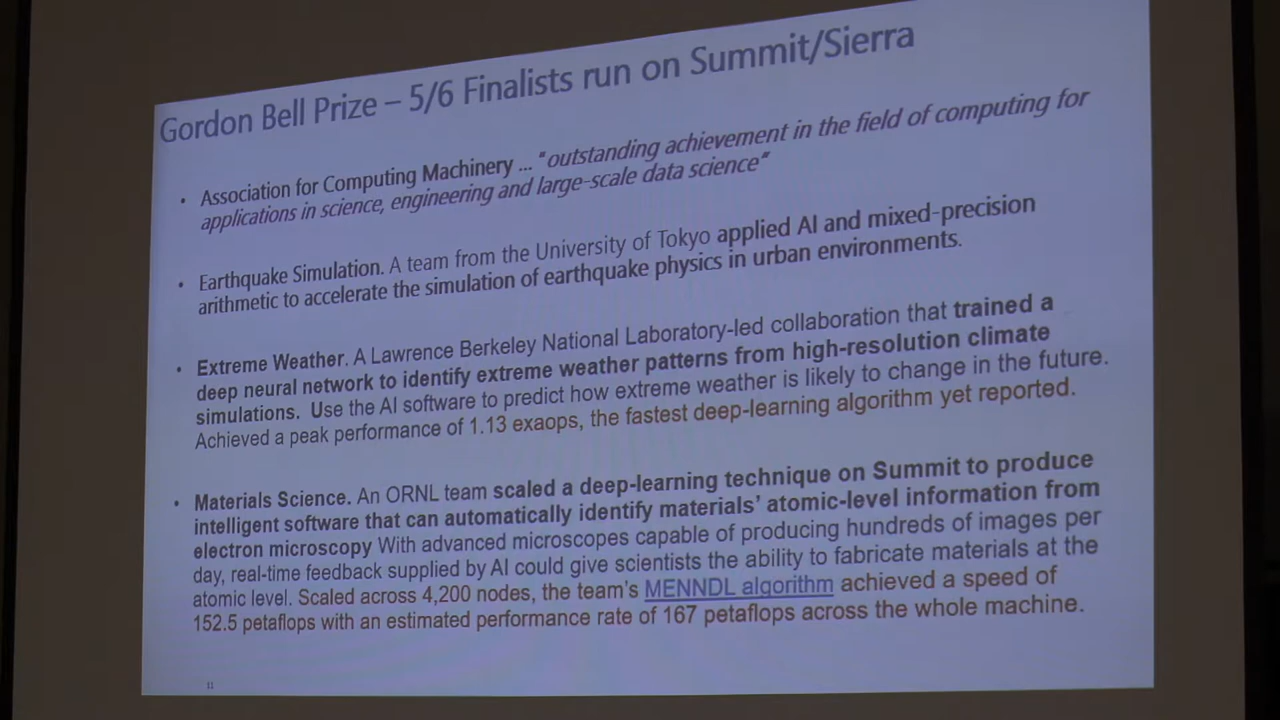 Gordon Bell Prize – 5/6 Finalists run on Summit/Sierra
• Association for Computing Machinery ... "outstanding achievement in the field of computing for
applications in science, engineering and large-scale data science"
• Earthquake Simulation. A team from the University of Tokyo applied AI and mixed-precision
arithmetic to accelerate the simulation of earthquake physics in urban environments.
• Extreme Weather. A Lawrence Berkeley National Laboratory-led collaboration that trained a
deep neural network to identify extreme weather patterns from high-resolution climate
simulations. Use the AI software to predict how extreme weather is likely to change in the future.
Achieved a peak performance of 1.13 exaops, the fastest deep-learning algorithm yet reported.
• Materials Science. An ORNL team scaled a deep-learning technique on Summit to produce
intelligent software that can automatically identify materials' atomic-level information from
electron microscopy With advanced microscopes capable of producing hundreds of images per
day, real-time feedback supplied by AI could give scientists the ability to fabricate materials at the
atomic level. Scaled across 4,200 nodes, the team's MENNDL algorithm achieved a speed of
152.5 petaflops with an estimated performance rate of 167 petaflops across the whole machine.
11